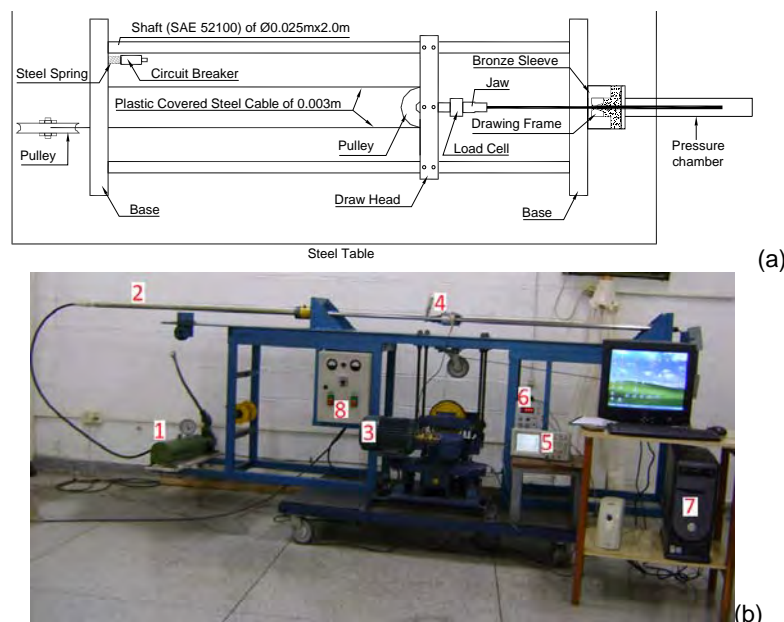 Shaft (SAE 52100) of Ø0.025mx2.0m
Bronze Sleeve
Steel Spring
Circuit Breaker
Jaw
Plastic Covered Steel Cable of 0.003m
Drawing Frame
Pulley
Pulley
Load Cell
Pressure
chamber
Base
Draw Head
Base
Steel Table
(a)
2
4
6
8
1
3
5
7
(b)